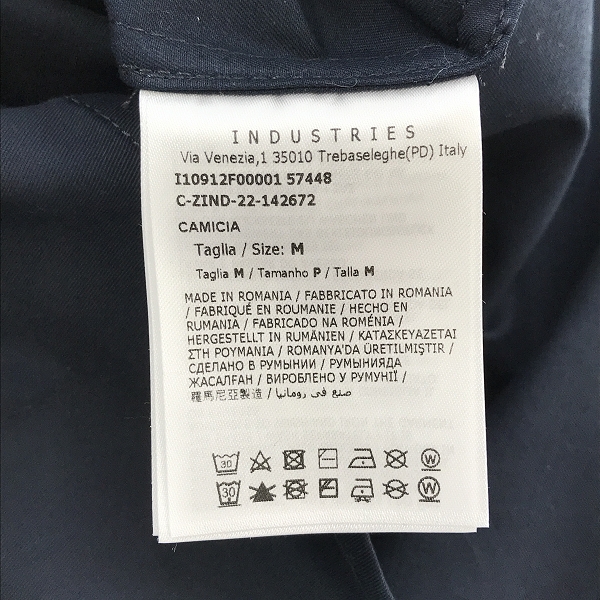 INDUSTRIES
Via Venezia,1 35010 Trebaseleghe(PD) Italy
I10912F00001 57448
C-ZIND-22-142672
CAMICIA
Taglia / Size: M
Taglia M / Tamanho P / Talla M
MADE IN ROMANIA / FABBRICATO IN ROMANIA
/ FABRIQUÉ EN ROUMANIE / HECHO EN
RUMANIA / FABRICADO NA ROMÉNIA /
HERGESTELLT IN RUMÄNIEN / ΚΑΤΑΣΚΕΥΑΖΕΤΑΙ
ΣΤΗ ΡΟΥΜΑΝΙΑ / ROMANYA'DA ÜRETİLMİŞTİR /
СДЕЛАНО В РУМЫНИИ / РУМЫНИЯДА
ЖАСАЛҒАН / ВИРОБЛЕНО У РУМУНІЇ /
羅馬尼亞製造 / صنع في رومانيا
30 W
30 W